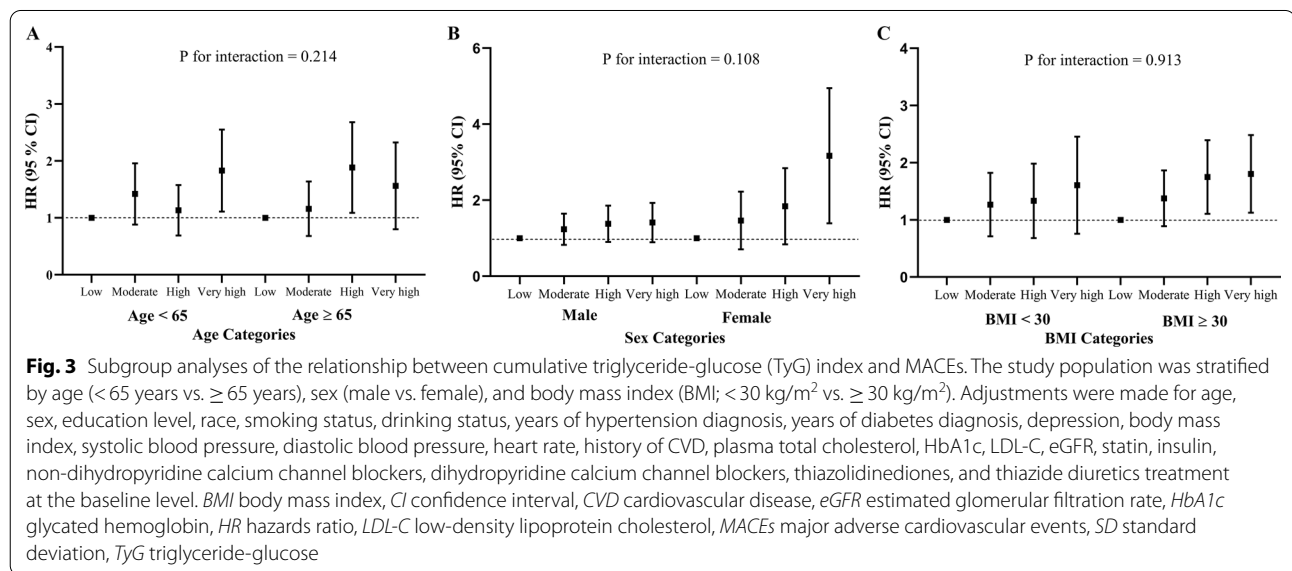 A
P for interaction = 0.214
HR (95 % CI)
4
3
2
1
0
Low Moderate High Very high Low Moderate High Very high
Age < 65 Age ≥ 65
Age Categories
B
P for interaction = 0.108
HR (95% CI)
6
4
2
0
Low Moderate High Very high Low Moderate High Very high
Male Female
Sex Categories
C
P for interaction = 0.913
HR (95% CI)
4
3
2
1
0
Low Moderate High Very high Low Moderate High Very high
BMI < 30 BMI ≥ 30
BMI Categories
Fig. 3 Subgroup analyses of the relationship between cumulative triglyceride-glucose (TyG) index and MACEs. The study population was stratified
by age (< 65 years vs. ≥ 65 years), sex (male vs. female), and body mass index (BMI; < 30 kg/m² vs. ≥ 30 kg/m²). Adjustments were made for age,
sex, education level, race, smoking status, drinking status, years of hypertension diagnosis, years of diabetes diagnosis, depression, body mass
index, systolic blood pressure, diastolic blood pressure, heart rate, history of CVD, plasma total cholesterol, HbA1c, LDL-C, eGFR, statin, insulin,
non-dihydropyridine calcium channel blockers, dihydropyridine calcium channel blockers, thiazolidinediones, and thiazide diuretics treatment
at the baseline level. BMI body mass index, CI confidence interval, CVD cardiovascular disease, eGFR estimated glomerular filtration rate, HbA1c
glycated hemoglobin, HR hazards ratio, LDL-C low-density lipoprotein cholesterol, MACEs major adverse cardiovascular events, SD standard
deviation, TyG triglyceride-glucose